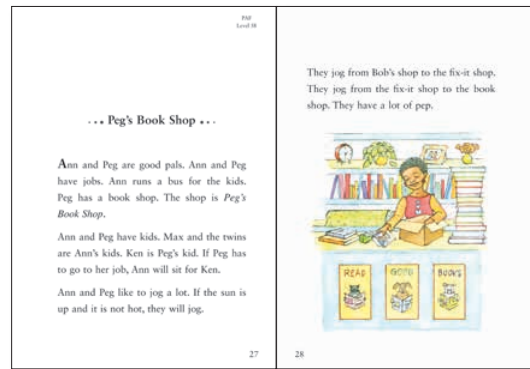 PAF
Level 18
Peg's Book Shop
Ann and Peg are good pals. Ann and Peg
have jobs. Ann runs a bus for the kids.
Peg has a book shop. The shop is Peg's
Book Shop.
Ann and Peg have kids. Max and the twins
are Ann's kids. Ken is Peg's kid. If Peg has
to go to her job, Ann will sit for Ken.
Ann and Peg like to jog a lot. If the sun is
up and it is not hot, they will jog.
27
They jog from Bob's shop to the fix-it shop.
They jog from the fix-it shop to the book
shop. They have a lot of pep.
READ
GOOD
BOOKS
28